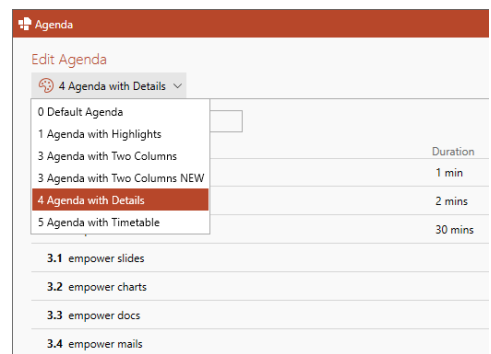 Agenda
Edit Agenda
4 Agenda with Details
0 Default Agenda
1 Agenda with Highlights
3 Agenda with Two Columns
3 Agenda with Two Columns NEW
4 Agenda with Details
5 Agenda with Timetable
Duration
1 min
2 mins
30 mins
3.1 empower slides
3.2 empower charts
3.3 empower docs
3.4 empower mails